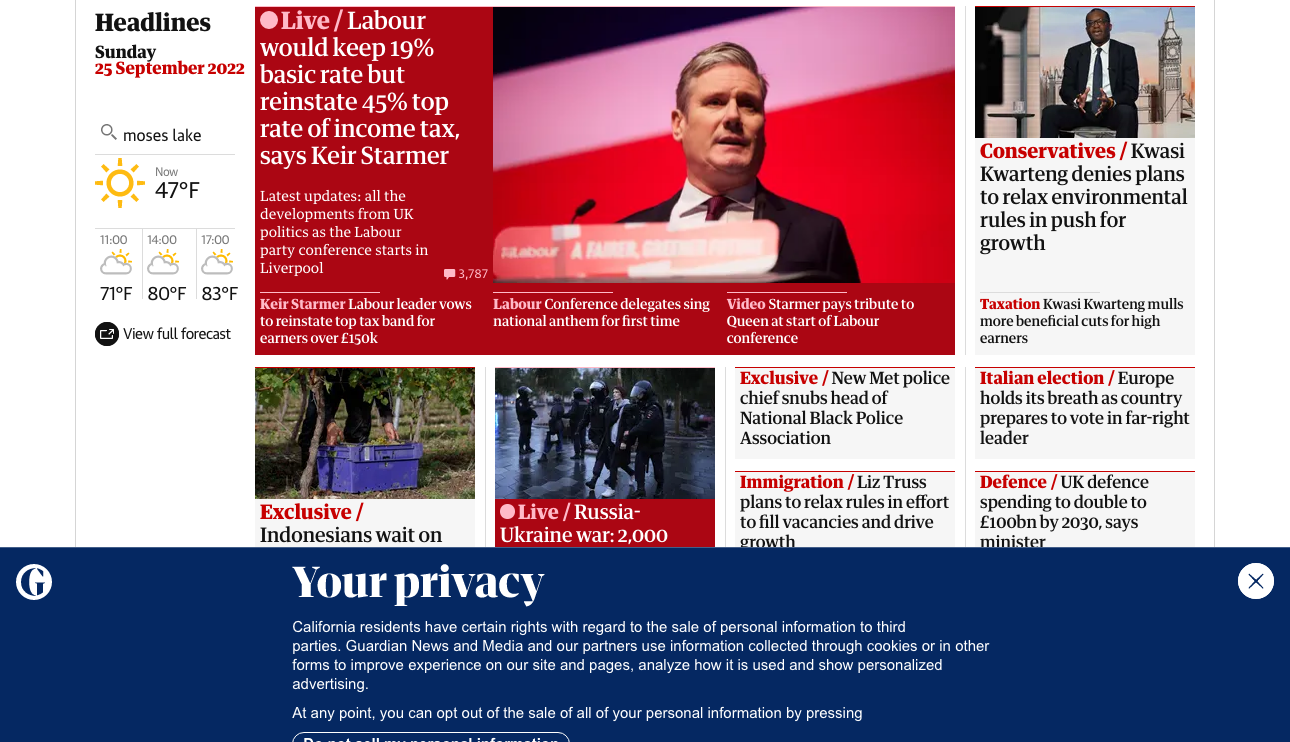 Headlines
Sunday
25 September 2022
moses lake
Now
47°F
11:00
14:00
17:00
71°F
80°F
83°F
View full forecast
Live / Labour
would keep 19%
basic rate but
reinstate 45% top
rate of income tax,
says Keir Starmer
Latest updates: all the
developments from UK
politics as the Labour
party conference starts in
Liverpool
3,787
Labour
A FAIRER, GREENER FUTURE
Keir Starmer Labour leader vows
to reinstate top tax band for
earners over £150k
Labour Conference delegates sing
national anthem for first time
Video Starmer pays tribute to
Queen at start of Labour
conference
Conservatives / Kwasi
Kwarteng denies plans
to relax environmental
rules in push for
growth
Taxation Kwasi Kwarteng mulls
more beneficial cuts for high
earners
Exclusive /
Indonesians wait on
Live / Russia-
Ukraine war: 2,000
Exclusive / New Met police
chief snubs head of
National Black Police
Association
Immigration / Liz Truss
plans to relax rules in effort
to fill vacancies and drive
growth
Italian election / Europe
holds its breath as country
prepares to vote in far-right
leader
Defence / UK defence
spending to double to
£100bn by 2030, says
minister
Your privacy
California residents have certain rights with regard to the sale of personal information to third
parties. Guardian News and Media and our partners use information collected through cookies or in other
forms to improve experience on our site and pages, analyze how it is used and show personalized
advertising.
At any point, you can opt out of the sale of all of your personal information by pressing
Do not sell my personal information